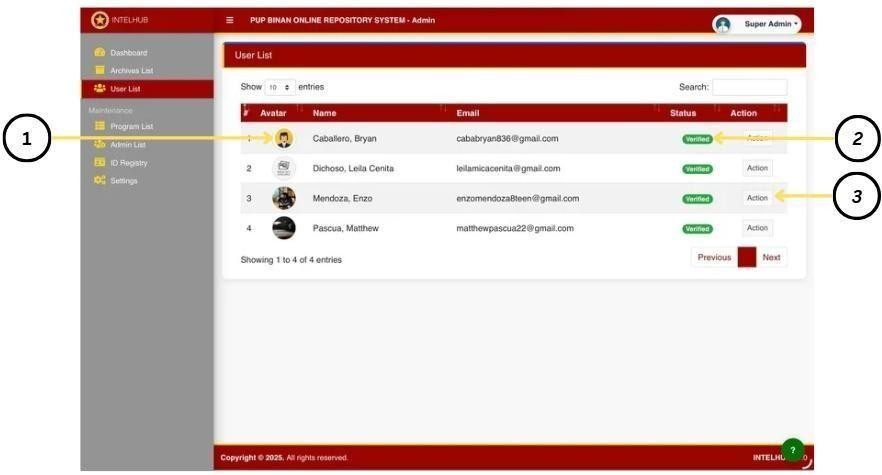 INTELHUB
PUP BINAN ONLINE REPOSITORY SYSTEM - Admin
Super Admin
Dashboard
Archives List
User List
Maintenance
Program List
Admin List
ID Registry
Settings
User List
Show 10 entries
Search:
# Avatar Name Email Status Action
1 Caballero, Bryan cababryan836@gmail.com Verified Action
2 Dichoso, Leila Cenita leilamicacenita@gmail.com Verified Action
3 Mendoza, Enzo enzomendoza8teen@gmail.com Verified Action
4 Pascua, Matthew matthewpascua22@gmail.com Verified Action
Showing 1 to 4 of 4 entries
Previous Next
1
2
3
?
Copyright © 2025. All rights reserved.